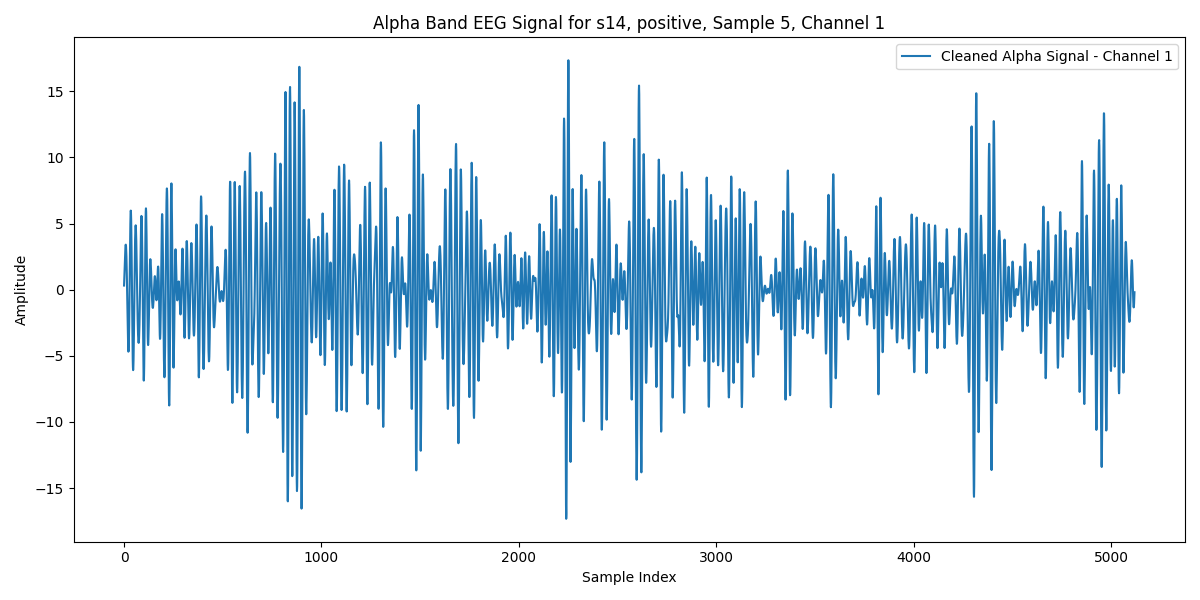 Alpha Band EEG Signal for s14, positive, Sample 5, Channel 1
Cleaned Alpha Signal - Channel 1
Amplitude
15
10
5
0
−5
−10
−15
0 1000 2000 3000 4000 5000
Sample Index